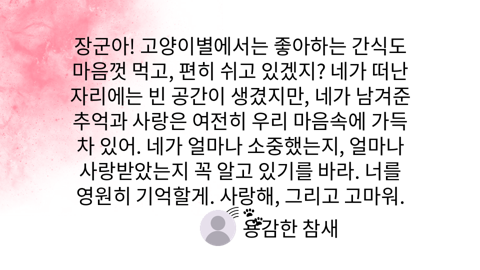 장군아! 고양이별에서는 좋아하는 간식도
마음껏 먹고, 편히 쉬고 있겠지? 네가 떠난
자리에는 빈 공간이 생겼지만, 네가 남겨준
추억과 사랑은 여전히 우리 마음속에 가득
차 있어. 네가 얼마나 소중했는지, 얼마나
사랑받았는지 꼭 알고 있기를 바라. 너를
영원히 기억할게. 사랑해, 그리고 고마워.
용감한 참새